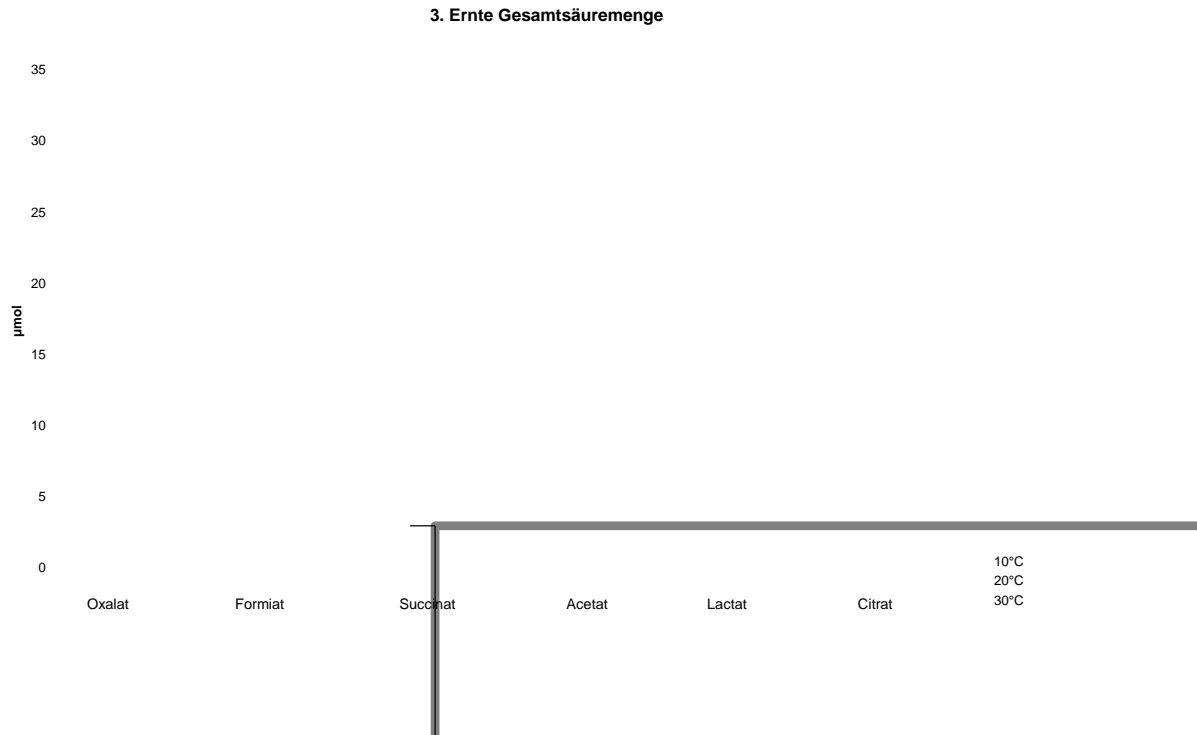 3. Ernte Gesamtsäuremenge
35
30
25
20
µmol
15
10
5
0
10°C
20°C
30°C
Oxalat Formiat Succinat Acetat Lactat Citrat